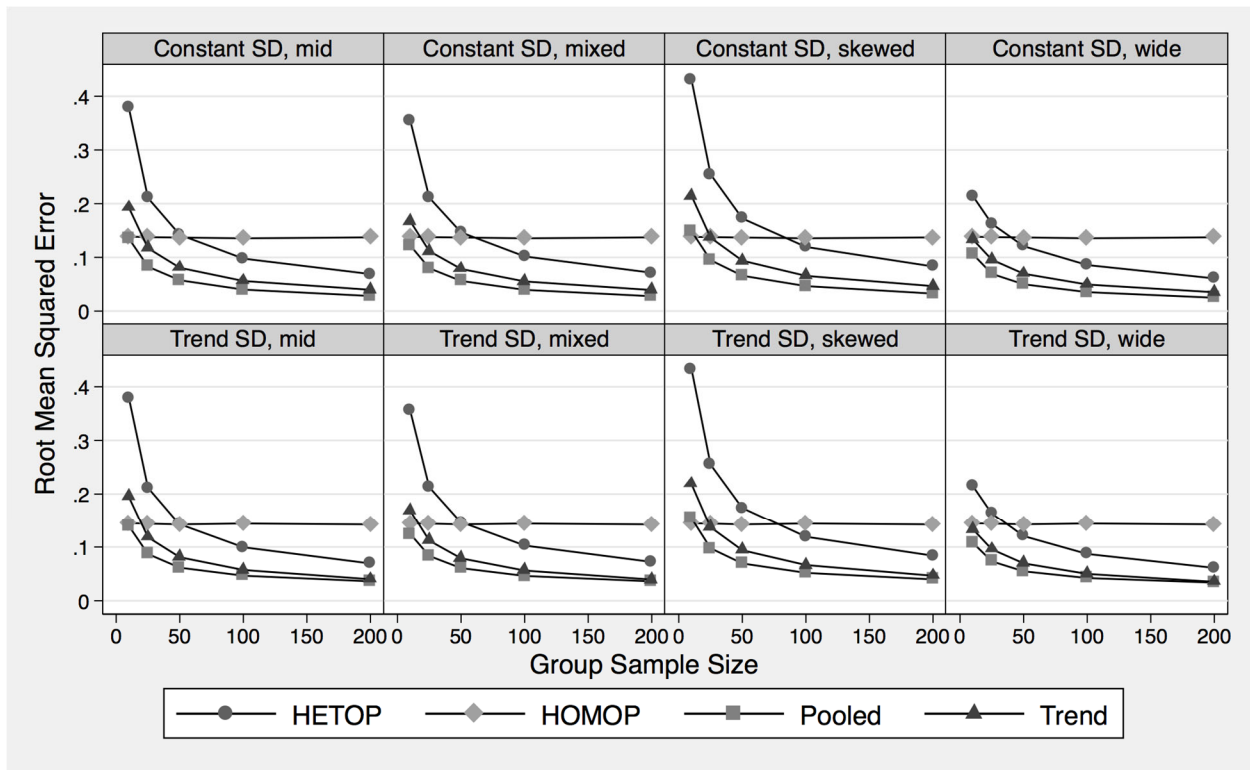 Constant SD, mid Constant SD, mixed Constant SD, skewed Constant SD, wide
.4
.3
.2
.1
0
Trend SD, mid Trend SD, mixed Trend SD, skewed Trend SD, wide
.4
.3
.2
.1
0
Root Mean Squared Error
0 50 100 150 200 0 50 100 150 200 0 50 100 150 200 0 50 100 150 200
Group Sample Size
HETOP HOMOP Pooled Trend